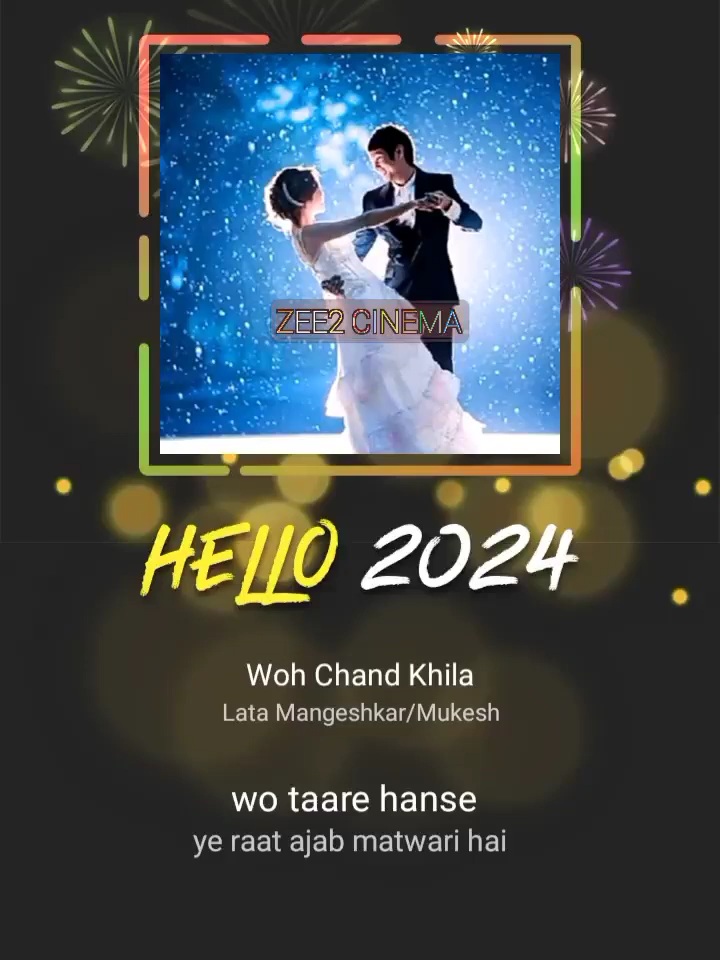 ZEE2 CINEMA
HELLO 2024
Woh Chand Khila
Lata Mangeshkar/Mukesh
wo taare hanse
ye raat ajab matwari hai